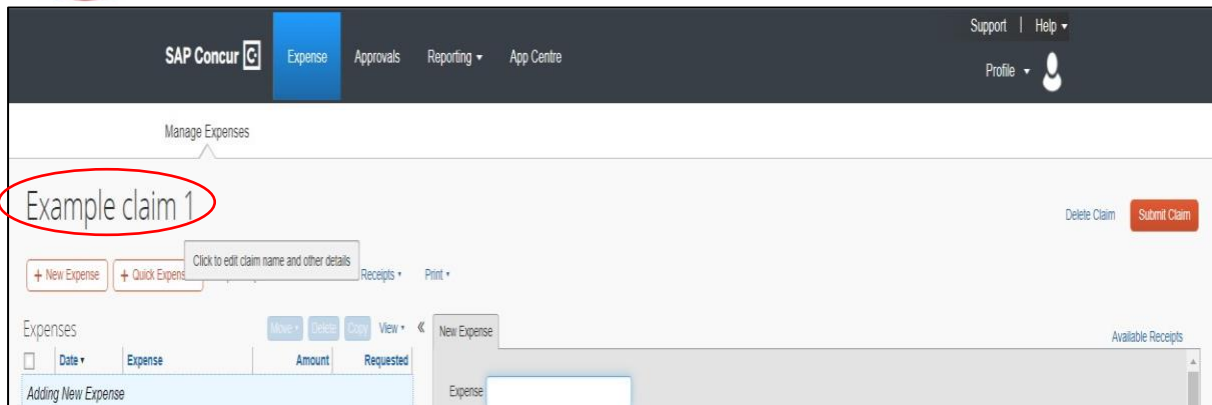 Support | Help
SAP Concur C Expense Approvals Reporting App Centre
Profile
Manage Expenses
Example claim 1
Delete Claim Submit Claim
Click to edit claim name and other details
+ New Expense + Quick Expens Receipts Print
Expenses Move Delete Copy View « New Expense
Available Receipts
Date Expense Amount Requested
Adding New Expense Expense